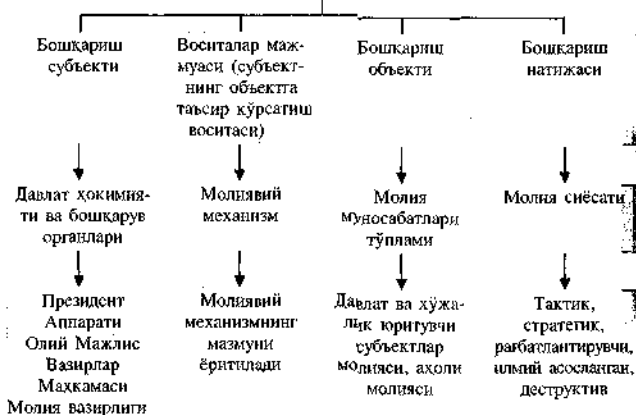 Бошқариш
субъекти
Воситалар маж-
муаси (субъект-
нинг объектга
таъсир кўрсатиш
воситаси)
Бошқариш
объекти
Бошқариш
натижаси
Давлат ҳокимия-
ти ва бошқарув
органлари
Молиявий
механизм
Молия
муносабатлари
тўплами
Молия сиёсати
Президент
Аппарати
Олий Мажлис
Вазирлар
Маҳкамаси
Молия вазирлиги
Молиявий
механизмнинг
мазмуни
ёритилади
Давлат ва хўжа-
лик юритувчи
субъектлар
молияси, аҳоли
молияси
Тактик,
стратегик,
рағбатлантирувчи,
илмий асосланган,
деструктив